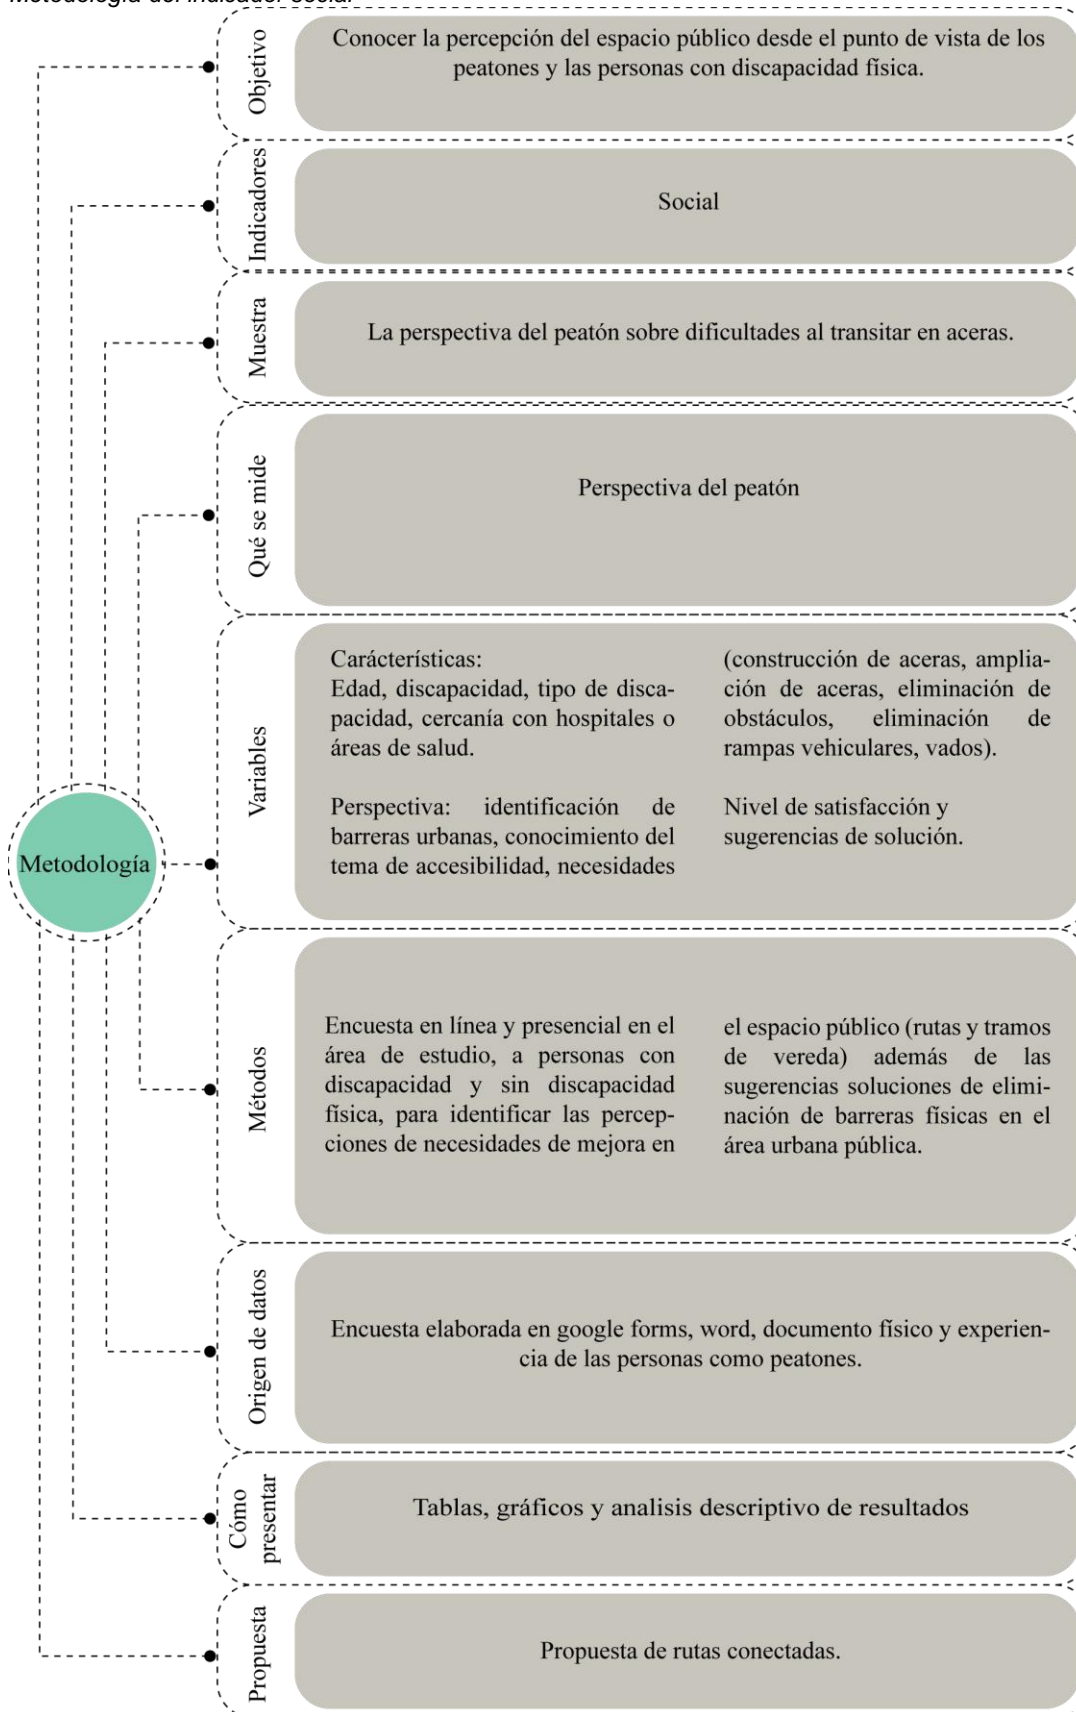 Metodología del indicador social
Objetivo
Conocer la percepción del espacio público desde el punto de vista de los
peatones y las personas con discapacidad física.
Indicadores
Social
Muestra
La perspectiva del peatón sobre dificultades al transitar en aceras.
Qué se mide
Perspectiva del peatón
Variables
Carácterísticas:
Edad, discapacidad, tipo de disca-
pacidad, cercanía con hospitales o
áreas de salud.
Perspectiva: identificación de
barreras urbanas, conocimiento del
tema de accesibilidad, necesidades
(construcción de aceras, amplia-
ción de aceras, eliminación de
obstáculos, eliminación de
rampas vehiculares, vados).
Nivel de satisfacción y
sugerencias de solución.
Metodología
Métodos
Encuesta en línea y presencial en el
área de estudio, a personas con
discapacidad y sin discapacidad
física, para identificar las percep-
ciones de necesidades de mejora en
el espacio público (rutas y tramos
de vereda) además de las
sugerencias soluciones de elimi-
nación de barreras físicas en el
área urbana pública.
Origen de datos
Encuesta elaborada en google forms, word, documento físico y experien-
cia de las personas como peatones.
Cómo
presentar
Tablas, gráficos y analisis descriptivo de resultados
Propuesta
Propuesta de rutas conectadas.